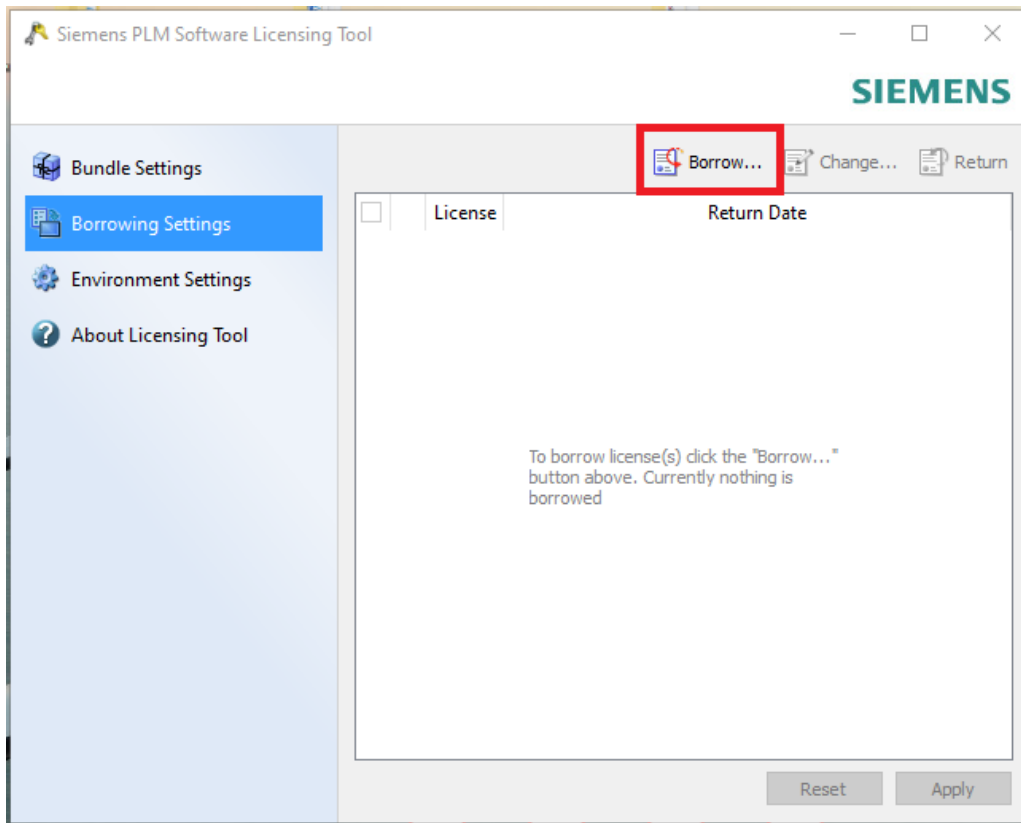 Siemens PLM Software Licensing Tool
SIEMENS
Bundle Settings
Borrowing Settings
Environment Settings
About Licensing Tool
Borrow... Change... Return
License Return Date
To borrow license(s) click the "Borrow..."
button above. Currently nothing is
borrowed
Reset Apply